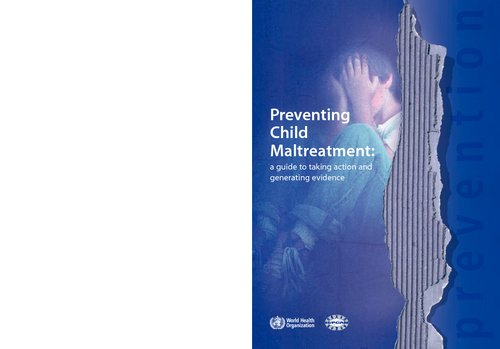 Preventing
Child
Maltreatment:
a guide to taking action and
generating evidence
prevention
World Health
Organization